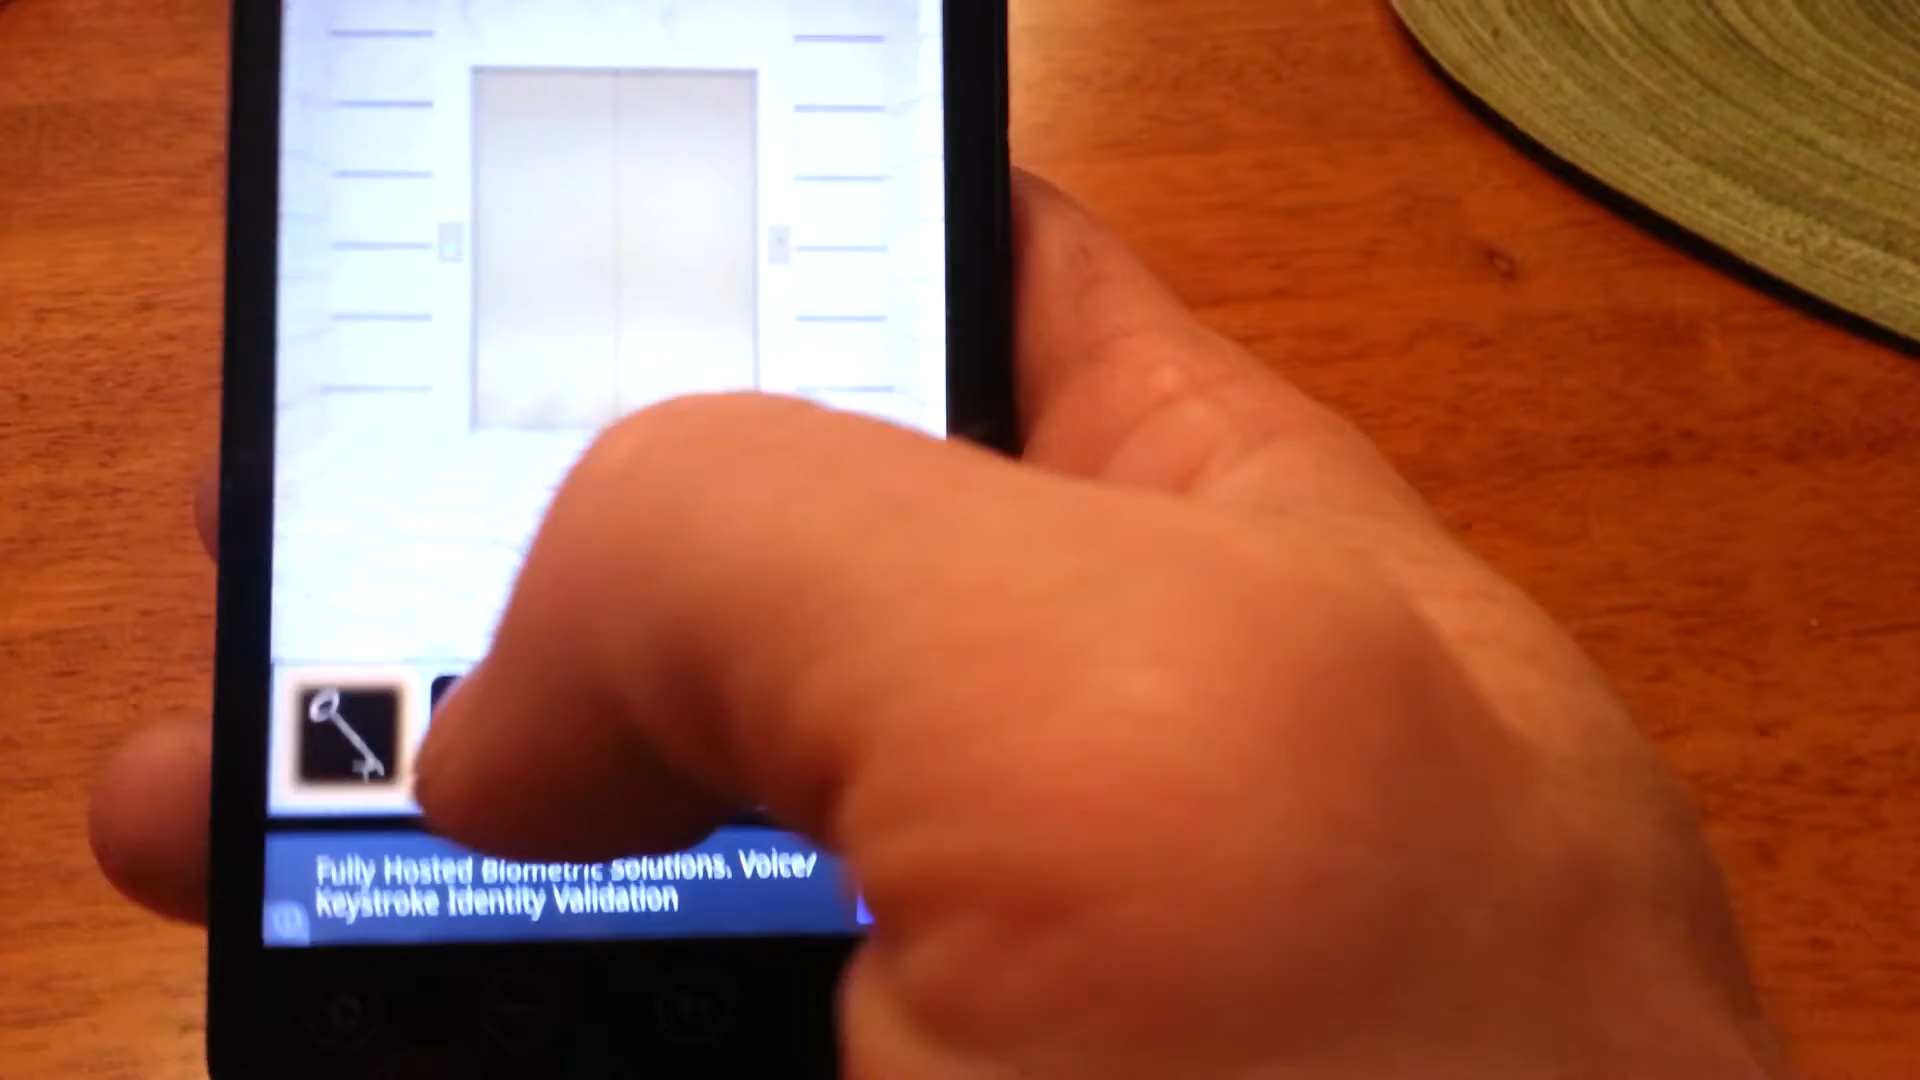 Fully Hosted Biometric Solutions. Voice/
Keystroke Identity Validation